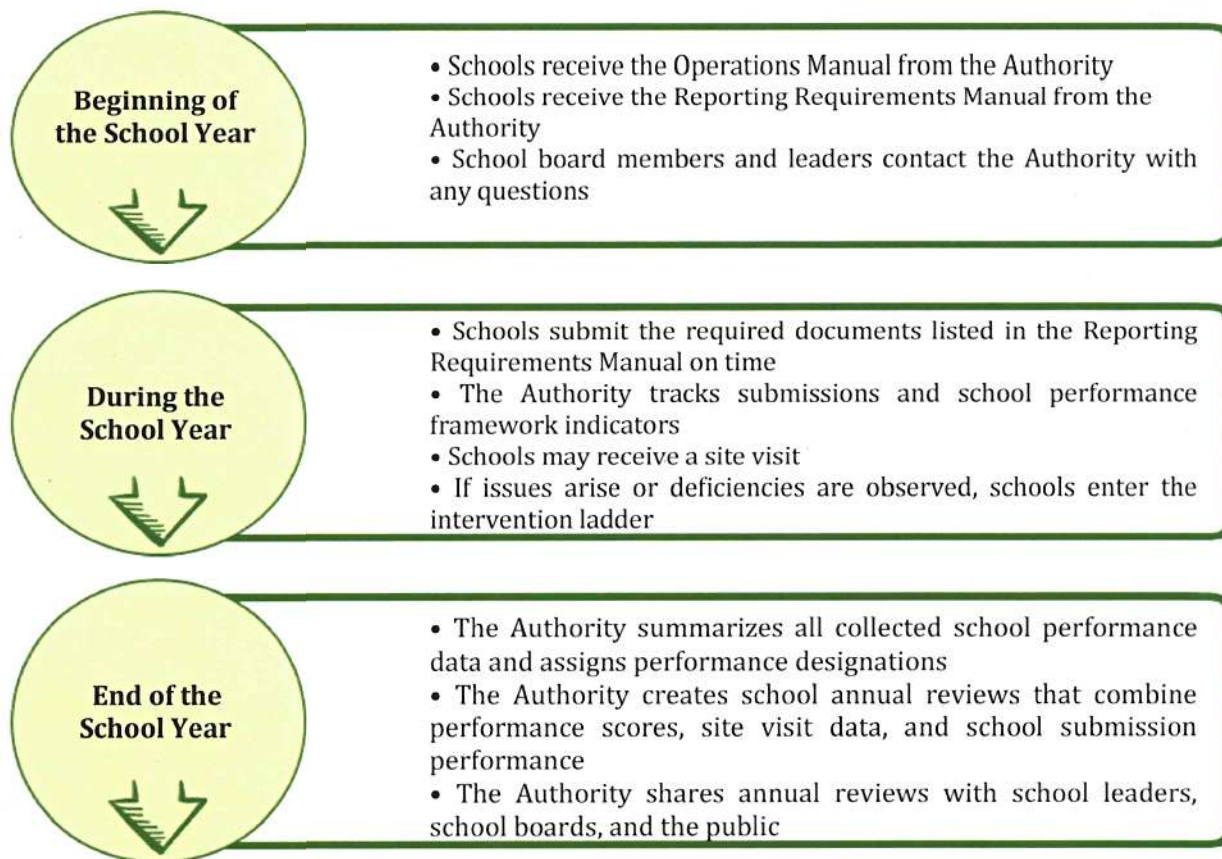 Beginning of
the School Year
• Schools receive the Operations Manual from the Authority
• Schools receive the Reporting Requirements Manual from the
Authority
• School board members and leaders contact the Authority with
any questions
During the
School Year
• Schools submit the required documents listed in the Reporting
Requirements Manual on time
• The Authority tracks submissions and school performance
framework indicators
• Schools may receive a site visit
• If issues arise or deficiencies are observed, schools enter the
intervention ladder
End of the
School Year
• The Authority summarizes all collected school performance
data and assigns performance designations
• The Authority creates school annual reviews that combine
performance scores, site visit data, and school submission
performance
• The Authority shares annual reviews with school leaders,
school boards, and the public